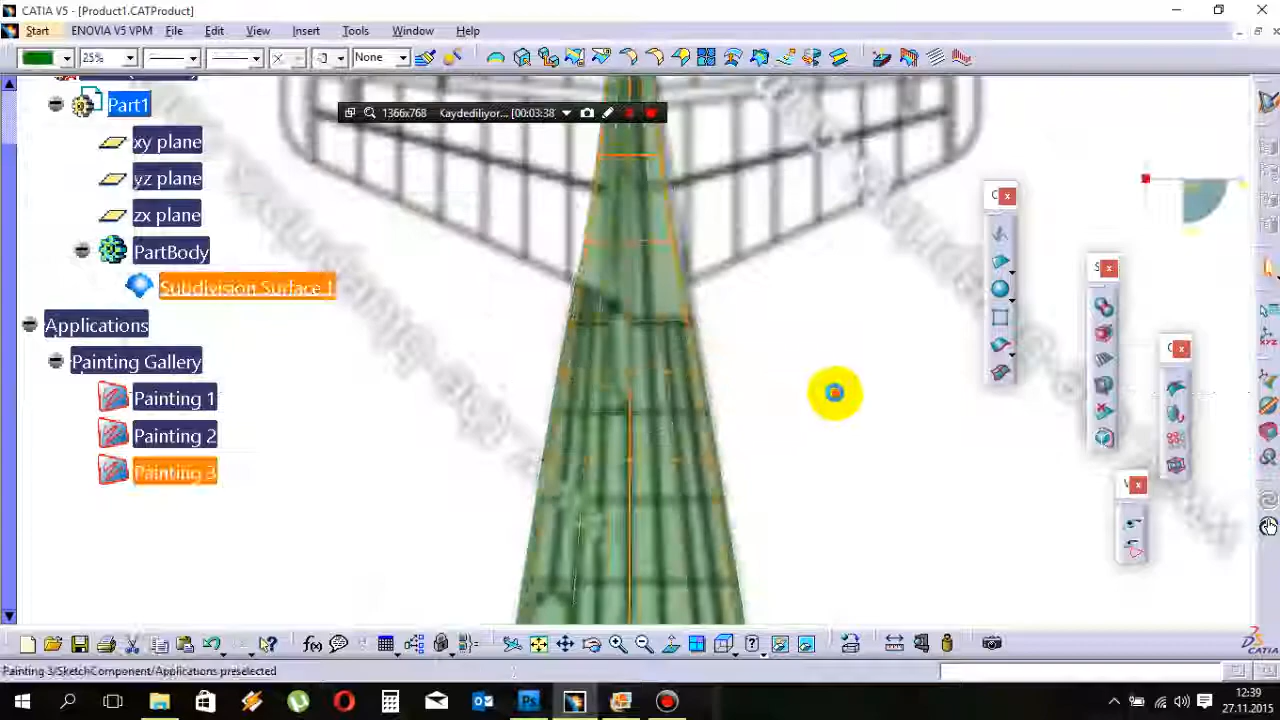 CATIA V5 - [Product1.CATProduct]
Start ENOVIA V5 VPM File Edit View Insert Tools Window Help
25% None
Part1
1366x768 Kaydediliyor... [00:03:38]
xy plane
yz plane
zx plane
PartBody
Subdivision Surface 1
Applications
Painting Gallery
Painting 1
Painting 2
Painting 3
Painting 3/SketchComponent/Applications preselected
CATIA
12:39
27.11.2015